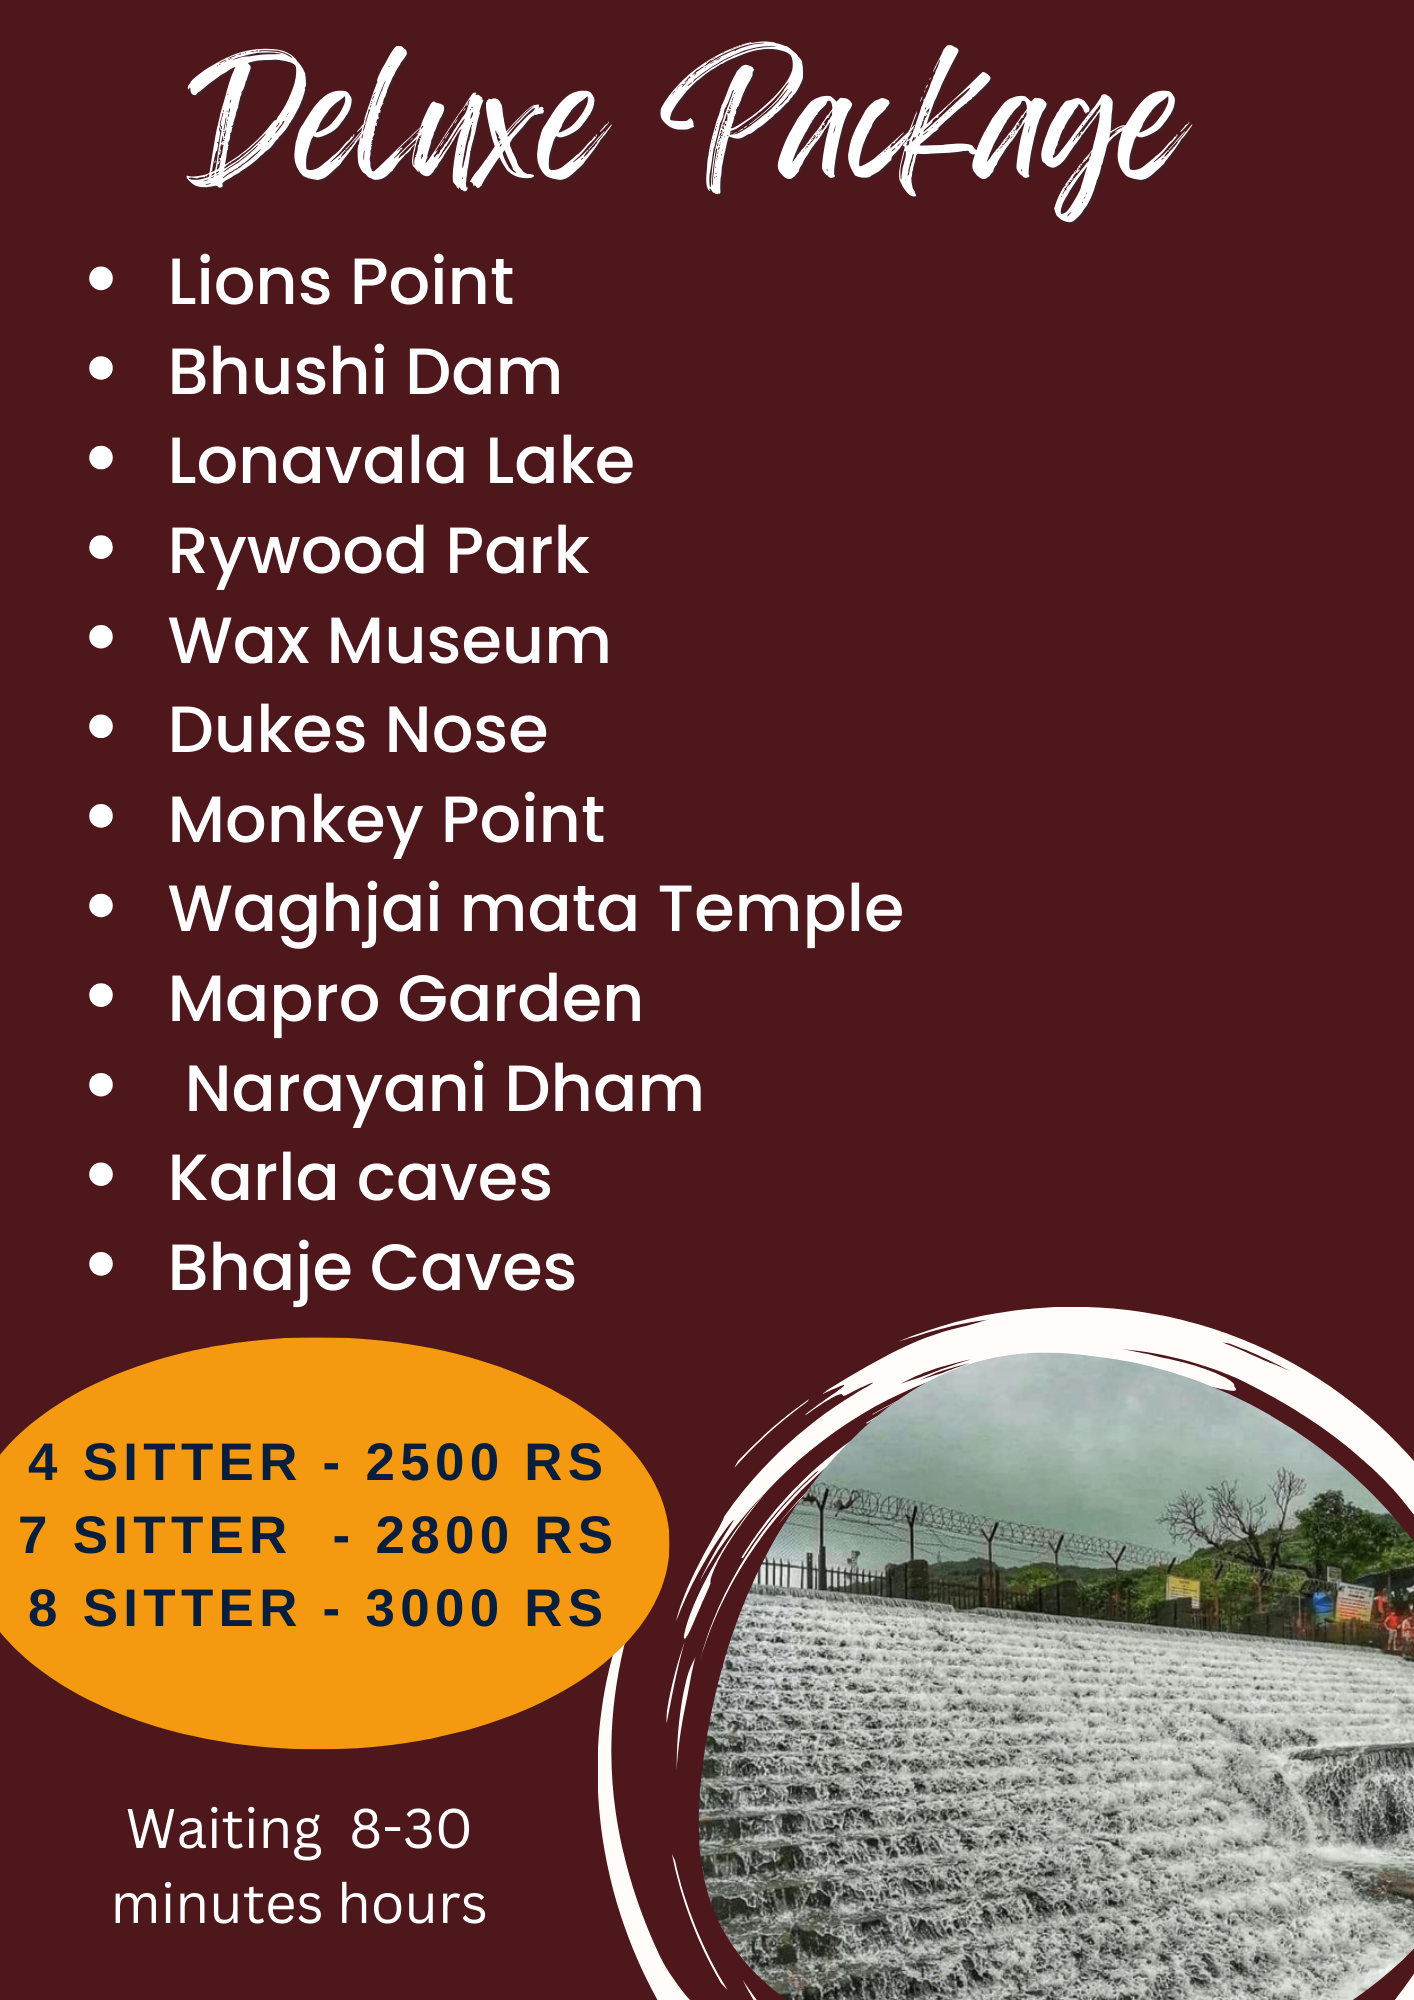 Deluxe Package
• Lions Point
• Bhushi Dam
• Lonavala Lake
• Rywood Park
• Wax Museum
• Dukes Nose
• Monkey Point
• Waghjai mata Temple
• Mapro Garden
• Narayani Dham
• Karla caves
• Bhaje Caves
4 SITTER - 2500 RS
7 SITTER - 2800 RS
8 SITTER - 3000 RS
Waiting 8-30
minutes hours